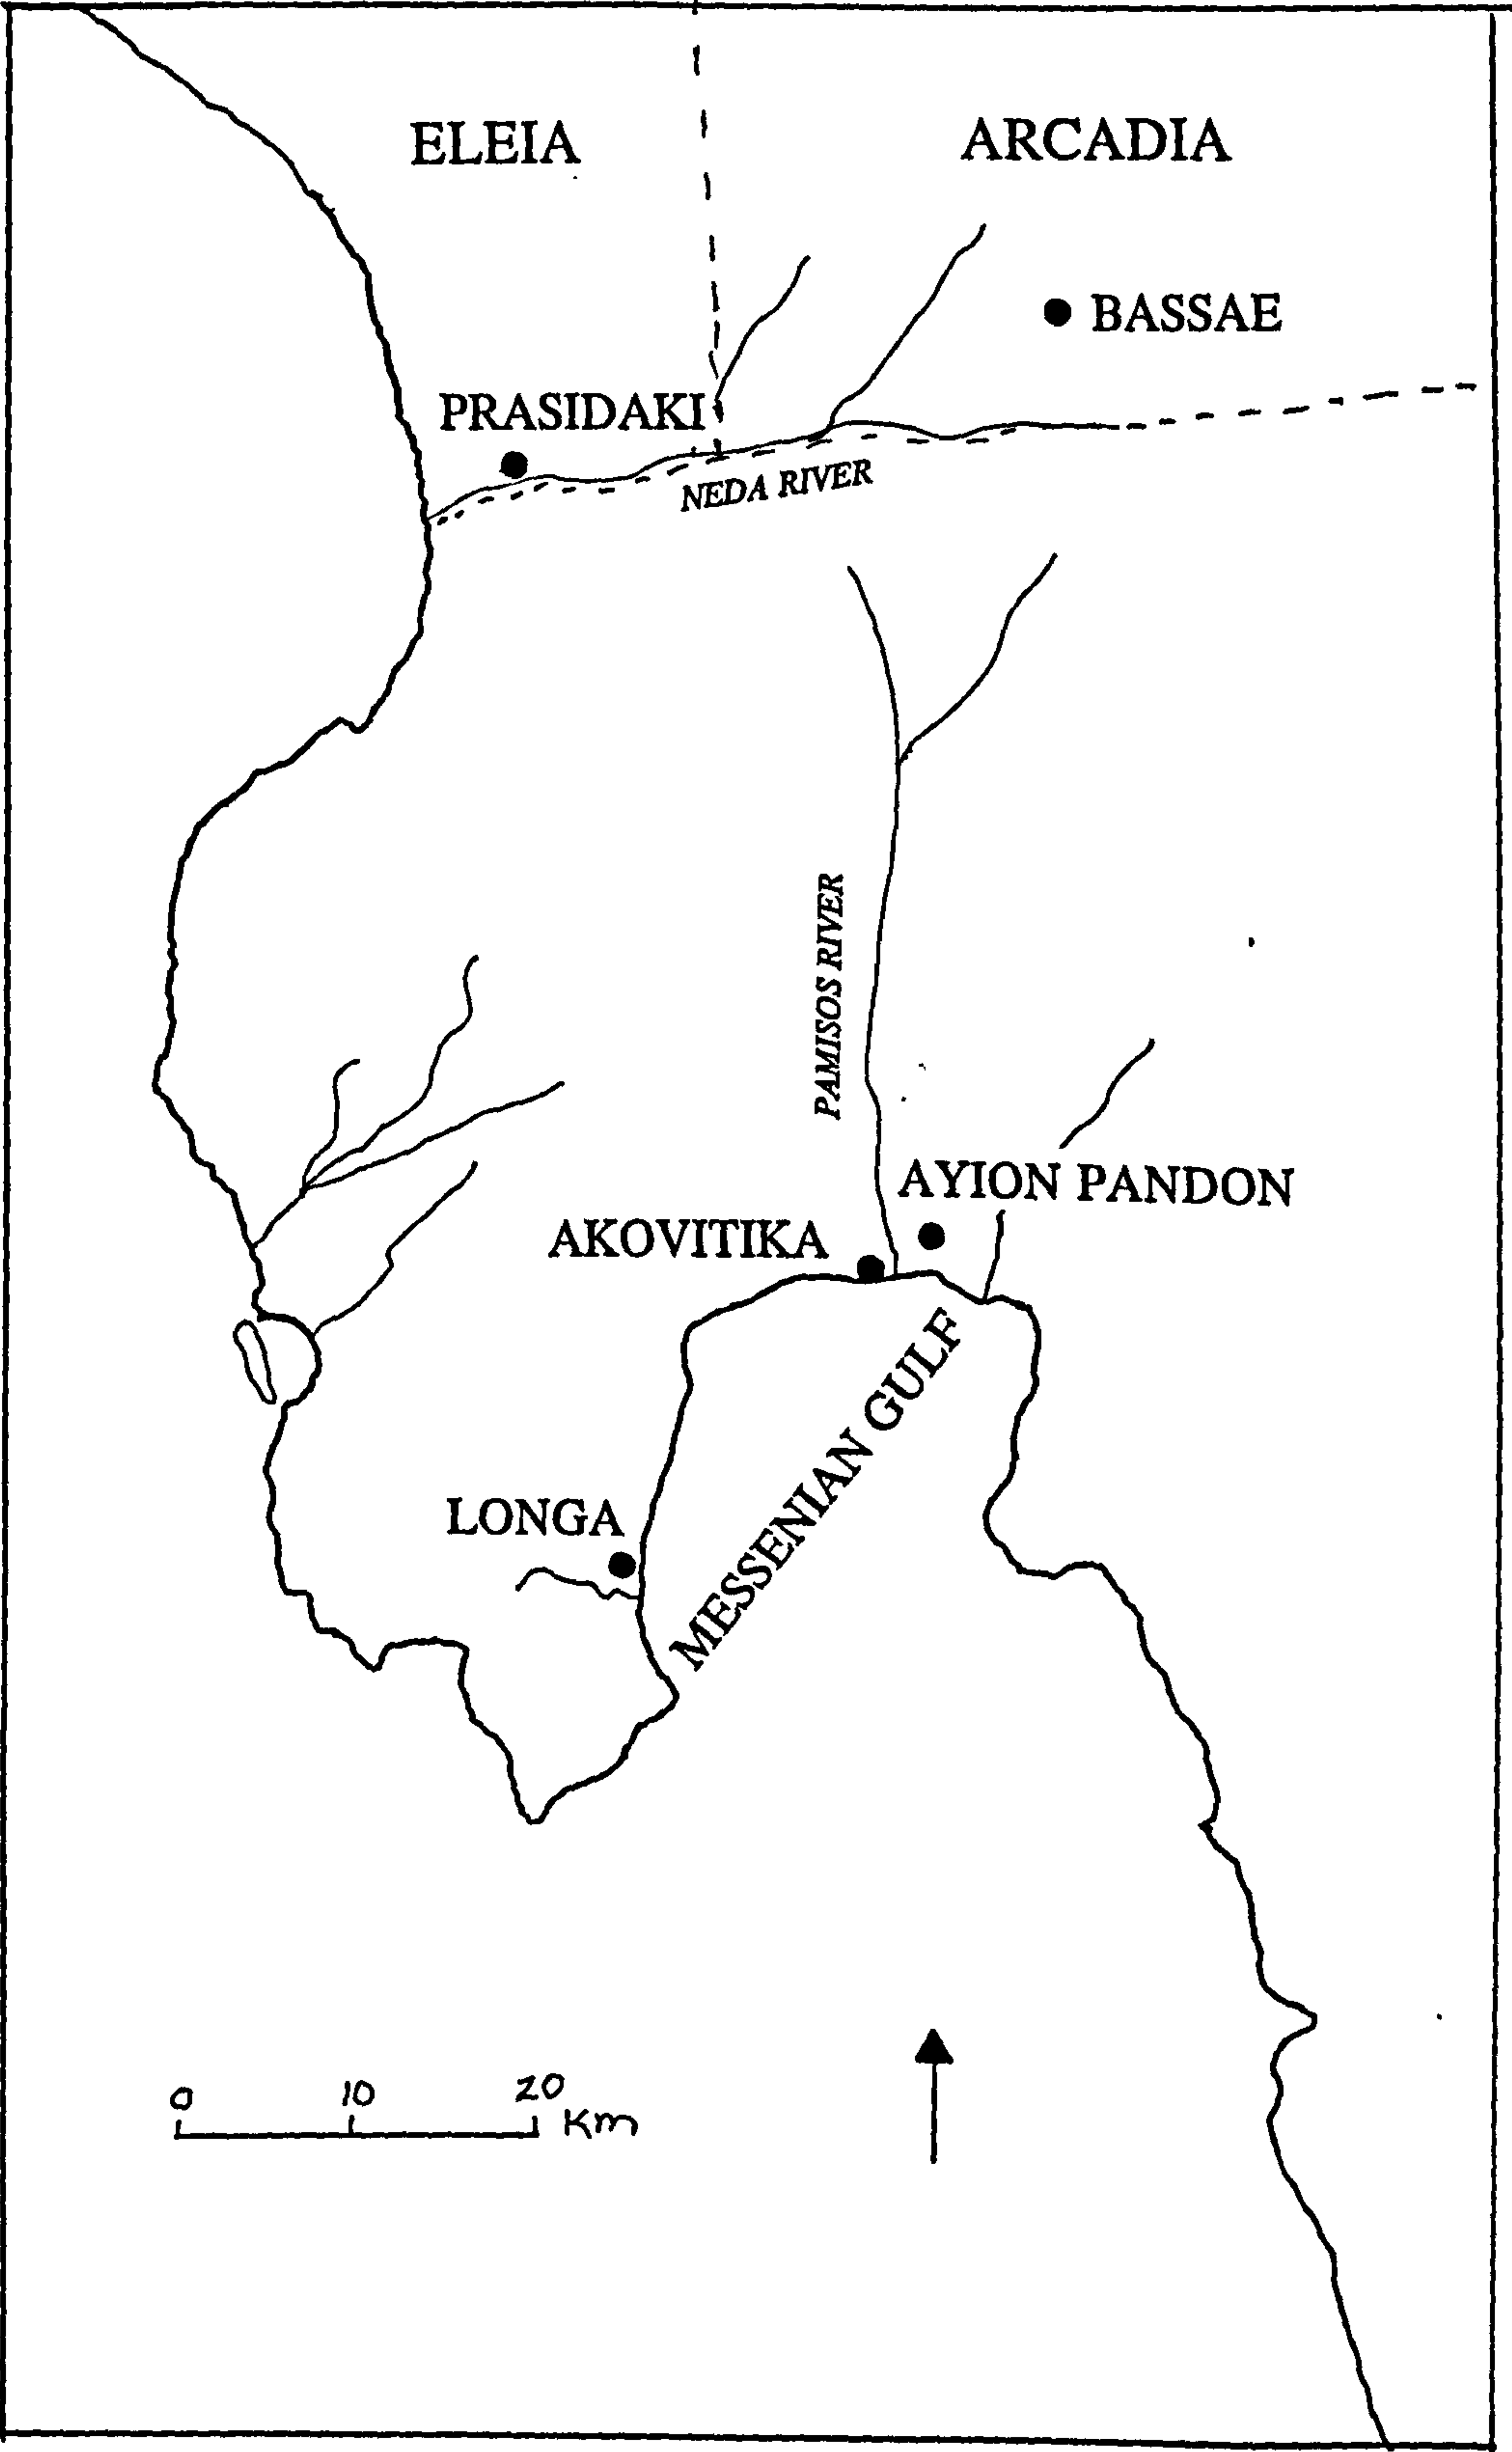 ELEIA
ARCADIA
BASSAE
PRASIDAKI
NEDA RIVER
PAMISOS RIVER
AYION PANDON
AKOVITIKA
MESSENIAN GULF
LONGA
0 10 20 Km